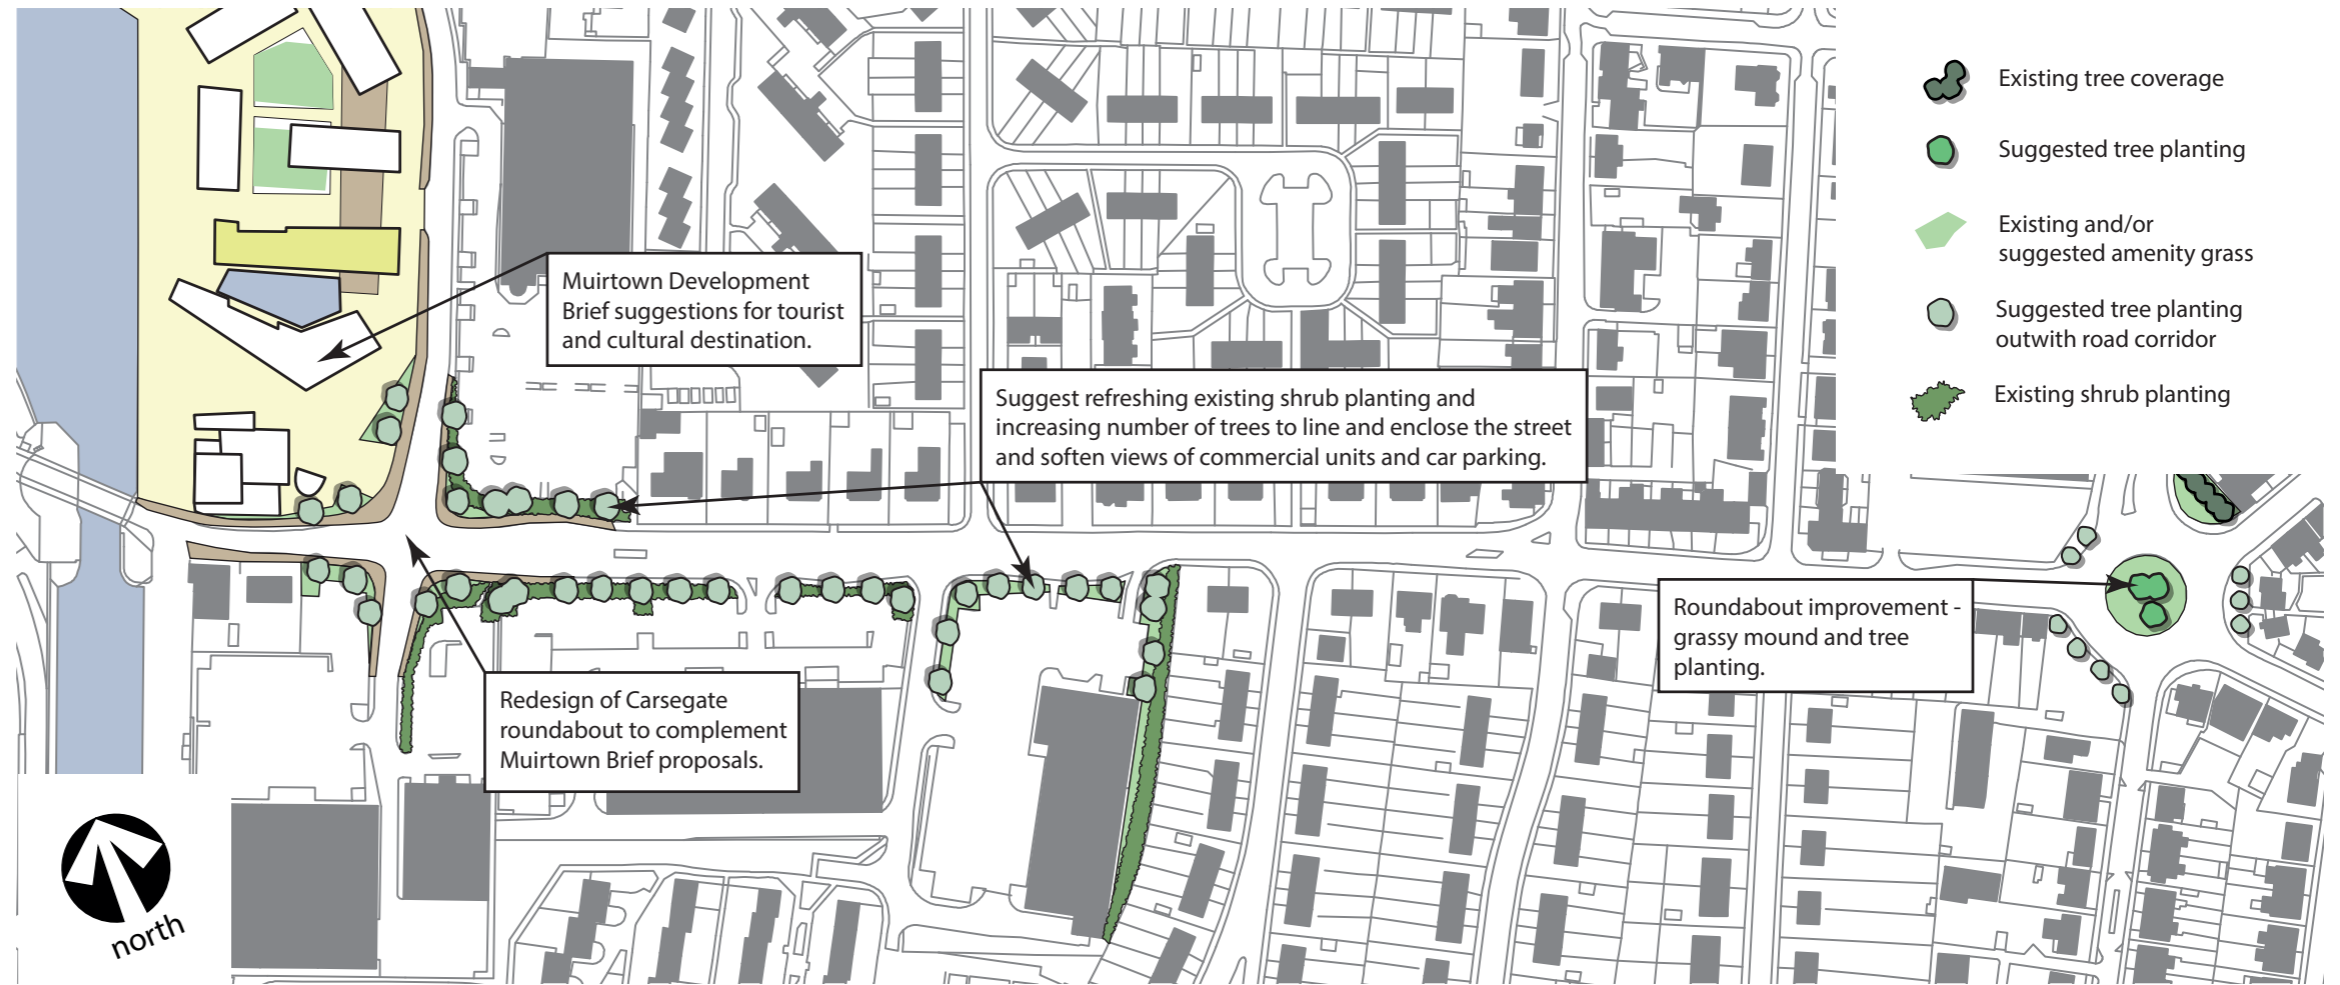 Existing tree coverage
Suggested tree planting
Existing and/or
suggested amenity grass
Suggested tree planting
outwith road corridor
Existing shrub planting
Muirtown Development
Brief suggestions for tourist
and cultural destination.
Suggest refreshing existing shrub planting and
increasing number of trees to line and enclose the street
and soften views of commercial units and car parking.
Roundabout improvement -
grassy mound and tree
planting.
Redesign of Carsegate
roundabout to complement
Muirtown Brief proposals.
north